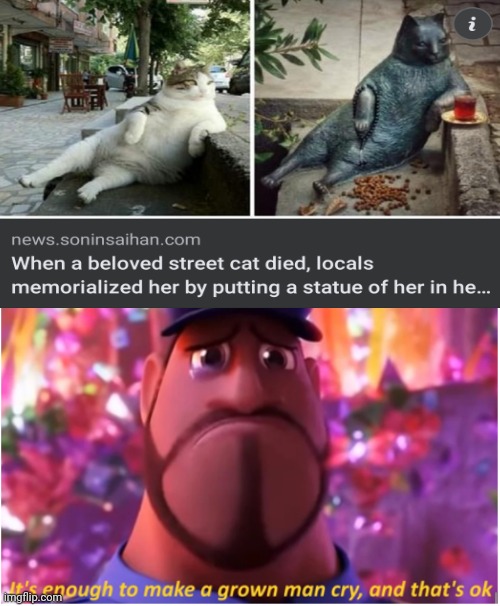 i
news.soninsaihan.com
When a beloved street cat died, locals
memorialized her by putting a statue of her in he...
It's enough to make a grown man cry, and that's ok
imgflip.com